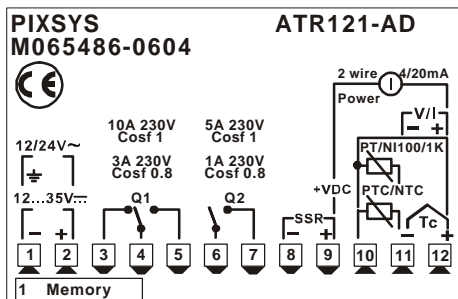 PIXSYS ATR121-AD
M065486-0604
CE
2 wire 4/20mA
Power
V/I
- +
10A 230V
Cosf 1
5A 230V
Cosf 1
PT/NI100/1K
12/24V~
3A 230V
Cosf 0.8
1A 230V
Cosf 0.8
PTC/NTC
+VDC
12...35V⎓
Q1
Q2
SSR
Tc
- +
- +
- +
1 2 3 4 5 6 7 8 9 10 11 12
1 Memory